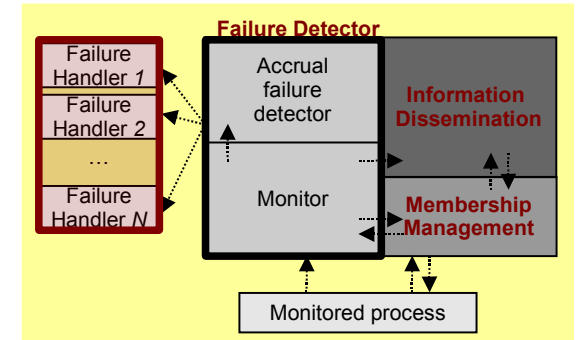 Failure Detector
Failure
Handler 1
Failure
Handler 2
…
Failure
Handler N
Accrual
failure
detector
Monitor
Information
Dissemination
Membership
Management
Monitored process